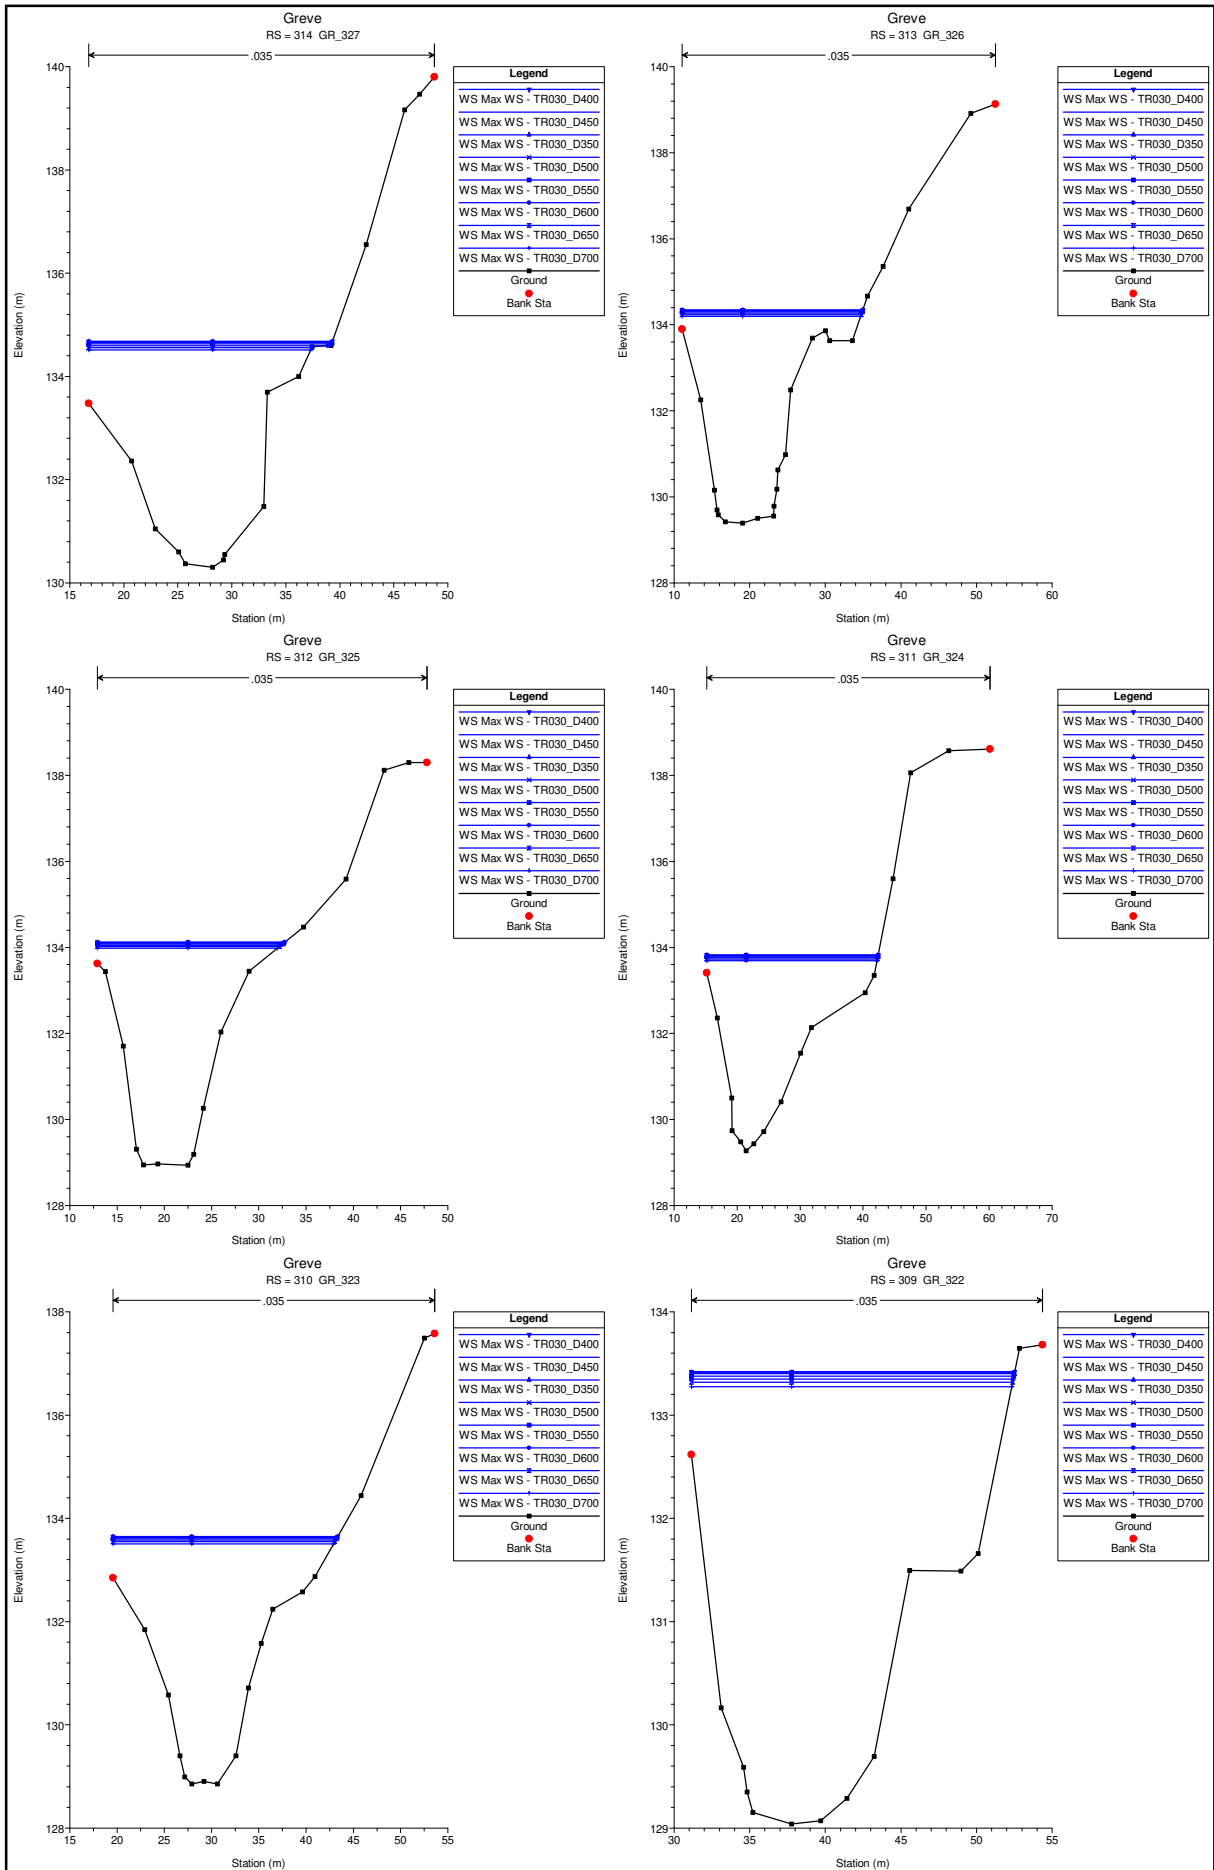 Greve
RS = 314 GR_327
.035
140
138
136
134
132
130
15 20 25 30 35 40 45 50
Elevation (m)
Station (m)
Legend
WS Max WS - TR030_D400
WS Max WS - TR030_D450
WS Max WS - TR030_D350
WS Max WS - TR030_D500
WS Max WS - TR030_D550
WS Max WS - TR030_D600
WS Max WS - TR030_D650
WS Max WS - TR030_D700
Ground
Bank Sta
Greve
RS = 313 GR_326
.035
140
138
136
134
132
130
128
10 20 30 40 50 60
Elevation (m)
Station (m)
Legend
WS Max WS - TR030_D400
WS Max WS - TR030_D450
WS Max WS - TR030_D350
WS Max WS - TR030_D500
WS Max WS - TR030_D550
WS Max WS - TR030_D600
WS Max WS - TR030_D650
WS Max WS - TR030_D700
Ground
Bank Sta
Greve
RS = 312 GR_325
.035
140
138
136
134
132
130
128
10 15 20 25 30 35 40 45 50
Elevation (m)
Station (m)
Legend
WS Max WS - TR030_D400
WS Max WS - TR030_D450
WS Max WS - TR030_D350
WS Max WS - TR030_D500
WS Max WS - TR030_D550
WS Max WS - TR030_D600
WS Max WS - TR030_D650
WS Max WS - TR030_D700
Ground
Bank Sta
Greve
RS = 311 GR_324
.035
140
138
136
134
132
130
128
10 20 30 40 50 60 70
Elevation (m)
Station (m)
Legend
WS Max WS - TR030_D400
WS Max WS - TR030_D450
WS Max WS - TR030_D350
WS Max WS - TR030_D500
WS Max WS - TR030_D550
WS Max WS - TR030_D600
WS Max WS - TR030_D650
WS Max WS - TR030_D700
Ground
Bank Sta
Greve
RS = 310 GR_323
.035
138
136
134
132
130
128
15 20 25 30 35 40 45 50 55
Elevation (m)
Station (m)
Legend
WS Max WS - TR030_D400
WS Max WS - TR030_D450
WS Max WS - TR030_D350
WS Max WS - TR030_D500
WS Max WS - TR030_D550
WS Max WS - TR030_D600
WS Max WS - TR030_D650
WS Max WS - TR030_D700
Ground
Bank Sta
Greve
RS = 309 GR_322
.035
134
133
132
131
130
129
30 35 40 45 50 55
Elevation (m)
Station (m)
Legend
WS Max WS - TR030_D400
WS Max WS - TR030_D450
WS Max WS - TR030_D350
WS Max WS - TR030_D500
WS Max WS - TR030_D550
WS Max WS - TR030_D600
WS Max WS - TR030_D650
WS Max WS - TR030_D700
Ground
Bank Sta